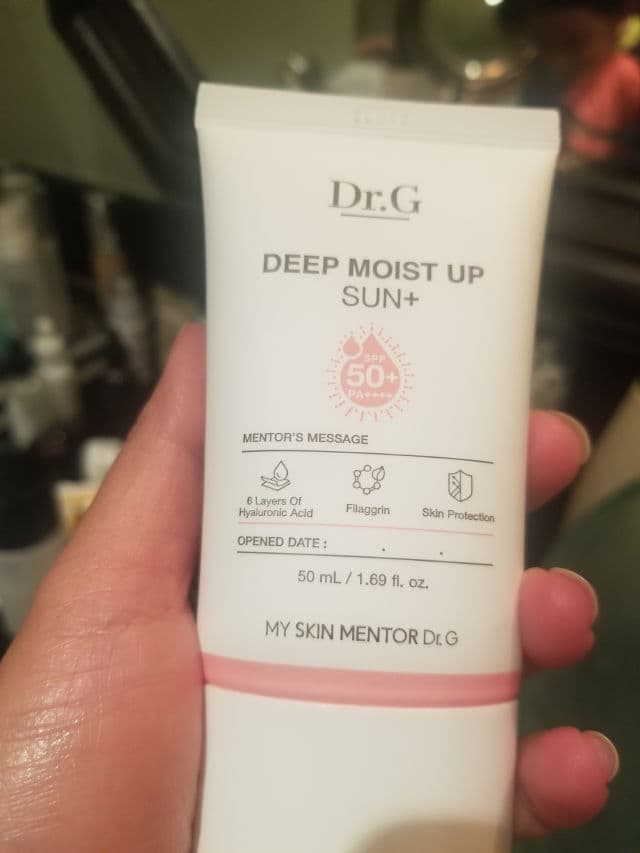 Dr.G
DEEP MOIST UP
SUN+
SPF
50+
PA++++
MENTOR'S MESSAGE
6 Layers Of
Hyaluronic Acid
Filaggrin
Skin Protection
OPENED DATE : . .
50 mL / 1.69 fl. oz.
MY SKIN MENTOR Dr.G